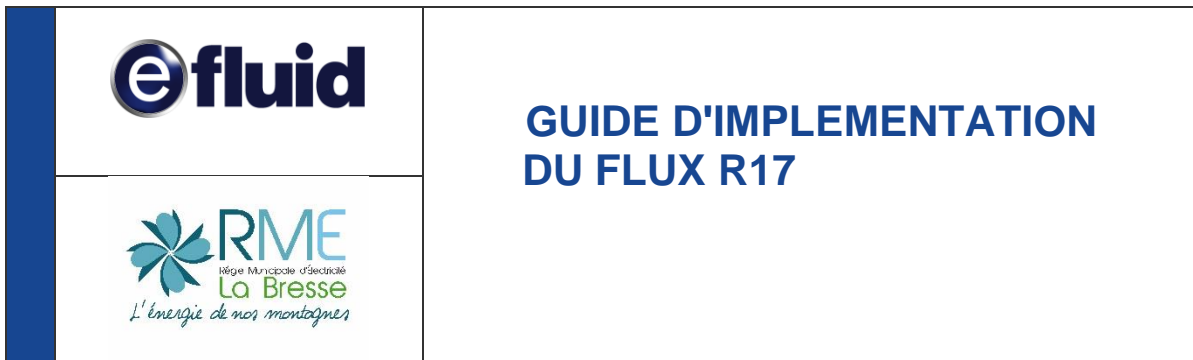 efluid
GUIDE D'IMPLEMENTATION
DU FLUX R17
RME
Régie Municipale d'Électricité
La Bresse
L'énergie de nos montagnes